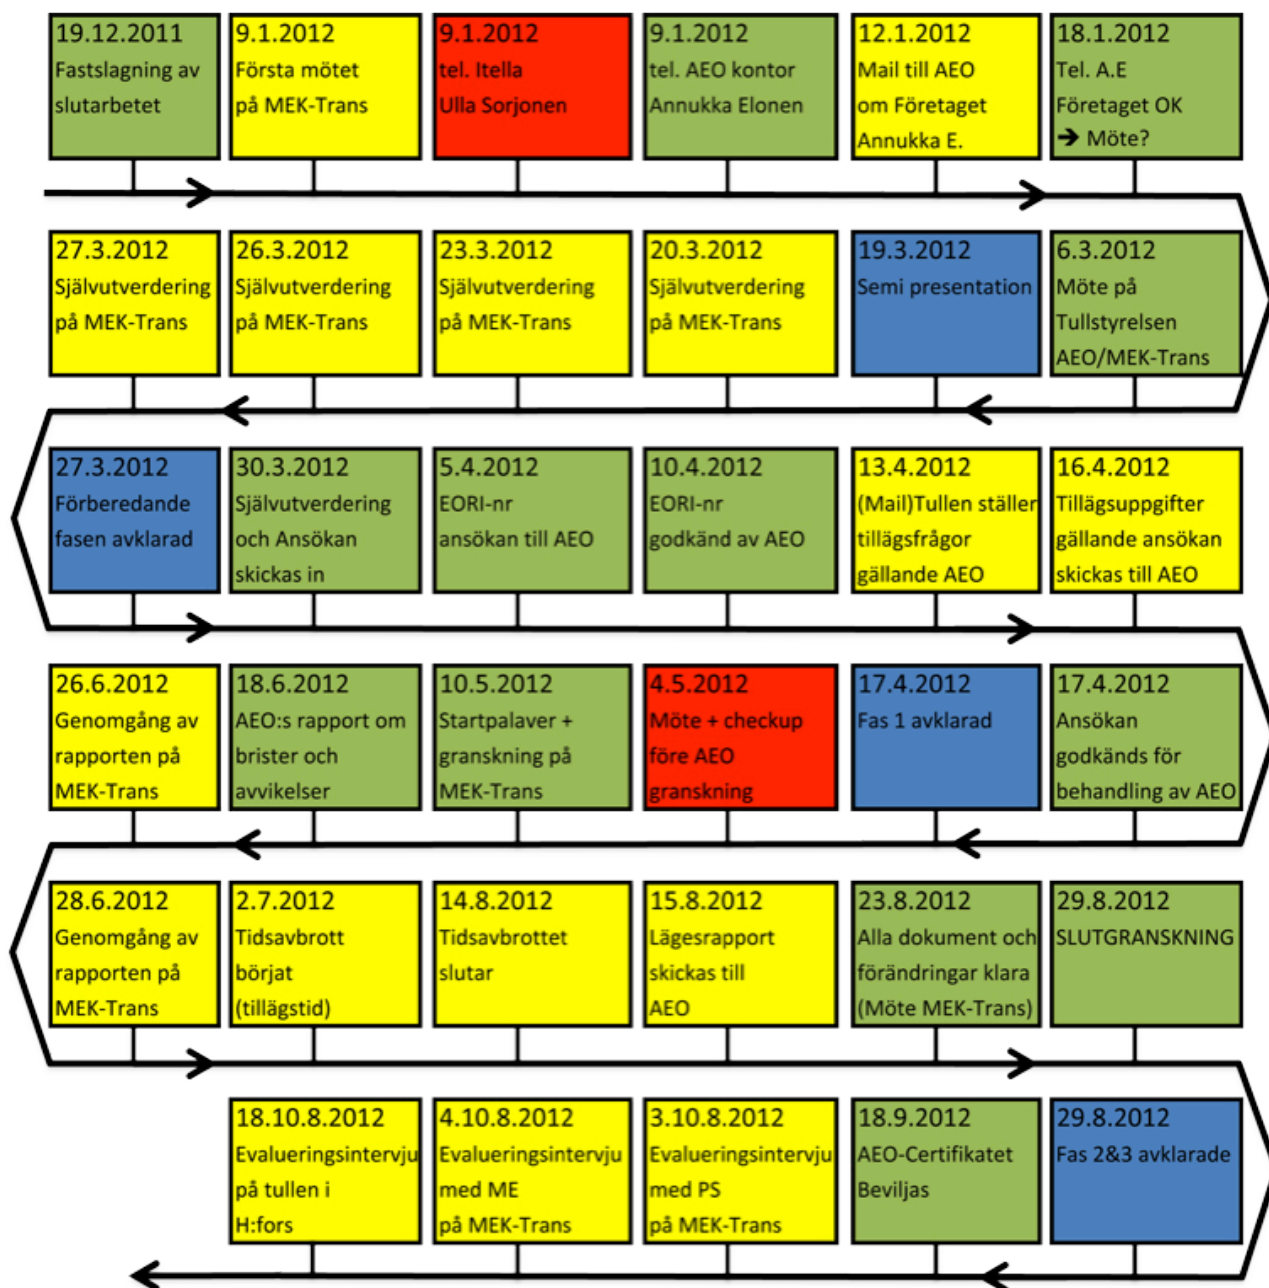 19.12.2011
Fastslagning av
slutarbetet
9.1.2012
Första mötet
på MEK-Trans
9.1.2012
tel. Itella
Ulla Sorjonen
9.1.2012
tel. AEO kontor
Annukka Elonen
12.1.2012
Mail till AEO
om Företaget
Annukka E.
18.1.2012
Tel. A.E
Företaget OK
➔ Möte?
27.3.2012
Självutverdering
på MEK-Trans
26.3.2012
Självutverdering
på MEK-Trans
23.3.2012
Självutverdering
på MEK-Trans
20.3.2012
Självutverdering
på MEK-Trans
19.3.2012
Semi presentation
6.3.2012
Möte på
Tullstyrelsen
AEO/MEK-Trans
27.3.2012
Förberedande
fasen avklarad
30.3.2012
Självutverdering
och Ansökan
skickas in
5.4.2012
EORI-nr
ansökan till AEO
10.4.2012
EORI-nr
godkänd av AEO
13.4.2012
(Mail)Tullen ställer
tillägsfrågor
gällande AEO
16.4.2012
Tillägsuppgifter
gällande ansökan
skickas till AEO
26.6.2012
Genomgång av
rapporten på
MEK-Trans
18.6.2012
AEO:s rapport om
brister och
avvikelser
10.5.2012
Startpalaver +
granskning på
MEK-Trans
4.5.2012
Möte + checkup
före AEO
granskning
17.4.2012
Fas 1 avklarad
17.4.2012
Ansökan
godkänds för
behandling av AEO
28.6.2012
Genomgång av
rapporten på
MEK-Trans
2.7.2012
Tidsavbrott
börjat
(tillägstid)
14.8.2012
Tidsavbrottet
slutar
15.8.2012
Lägesrapport
skickas till
AEO
23.8.2012
Alla dokument och
förändringar klara
(Möte MEK-Trans)
29.8.2012
SLUTGRANSKNING
18.10.8.2012
Evalueringsintervju
på tullen i
H:fors
4.10.8.2012
Evalueringsintervju
med ME
på MEK-Trans
3.10.8.2012
Evalueringsintervju
med PS
på MEK-Trans
18.9.2012
AEO-Certifikatet
Beviljas
29.8.2012
Fas 2&3 avklarade